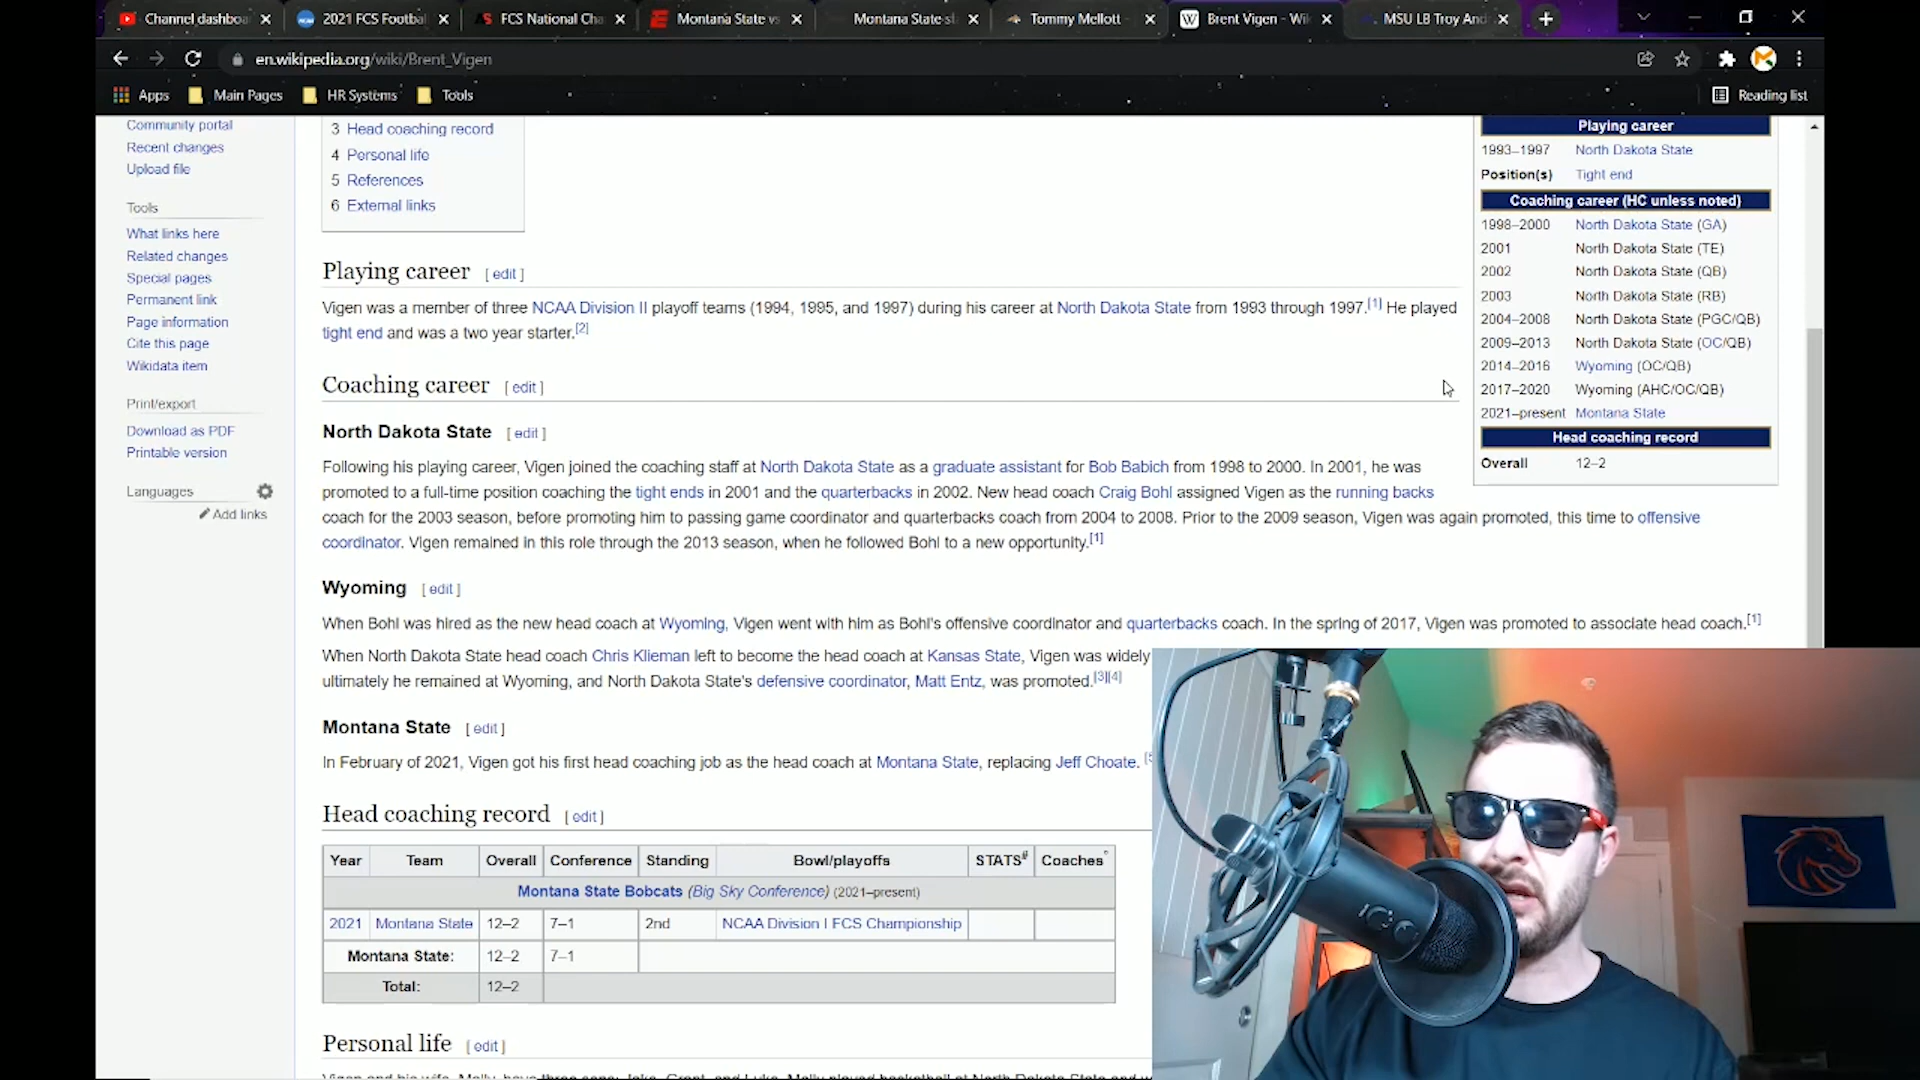 Channel dashboa
2021 FCS Footbal
FCS National Cha
Montana State vs
Montana State-s
Tommy Mellott -
Brent Vigen - Wik
MSU LB Troy And
en.wikipedia.org/wiki/Brent_Vigen
Apps
Main Pages
HR Systems
Tools
Reading list
Community portal
Recent changes
Upload file
Tools
What links here
Related changes
Special pages
Permanent link
Page information
Cite this page
Wikidata item
Print/export
Download as PDF
Printable version
Languages
Add links
3 Head coaching record
4 Personal life
5 References
6 External links
Playing career [ edit ]
Vigen was a member of three NCAA Division II playoff teams (1994, 1995, and 1997) during his career at North Dakota State from 1993 through 1997.[1] He played
tight end and was a two year starter.[2]
Coaching career [ edit ]
North Dakota State [ edit ]
Following his playing career, Vigen joined the coaching staff at North Dakota State as a graduate assistant for Bob Babich from 1998 to 2000. In 2001, he was
promoted to a full-time position coaching the tight ends in 2001 and the quarterbacks in 2002. New head coach Craig Bohl assigned Vigen as the running backs
coach for the 2003 season, before promoting him to passing game coordinator and quarterbacks coach from 2004 to 2008. Prior to the 2009 season, Vigen was again promoted, this time to offensive
coordinator. Vigen remained in this role through the 2013 season, when he followed Bohl to a new opportunity.[1]
Wyoming [ edit ]
When Bohl was hired as the new head coach at Wyoming, Vigen went with him as Bohl's offensive coordinator and quarterbacks coach. In the spring of 2017, Vigen was promoted to associate head coach.[1]
When North Dakota State head coach Chris Klieman left to become the head coach at Kansas State, Vigen was widely
ultimately he remained at Wyoming, and North Dakota State's defensive coordinator, Matt Entz, was promoted.[3][4]
Montana State [ edit ]
In February of 2021, Vigen got his first head coaching job as the head coach at Montana State, replacing Jeff Choate. [5
Head coaching record [ edit ]
Year Team Overall Conference Standing Bowl/playoffs STATS# Coaches°
Montana State Bobcats (Big Sky Conference) (2021–present)
2021 Montana State 12–2 7–1 2nd NCAA Division I FCS Championship
Montana State: 12–2 7–1
Total: 12–2
Personal life [ edit ]
Playing career
1993–1997 North Dakota State
Position(s) Tight end
Coaching career (HC unless noted)
1998–2000 North Dakota State (GA)
2001 North Dakota State (TE)
2002 North Dakota State (QB)
2003 North Dakota State (RB)
2004–2008 North Dakota State (PGC/QB)
2009–2013 North Dakota State (OC/QB)
2014–2016 Wyoming (OC/QB)
2017–2020 Wyoming (AHC/OC/QB)
2021–present Montana State
Head coaching record
Overall 12–2